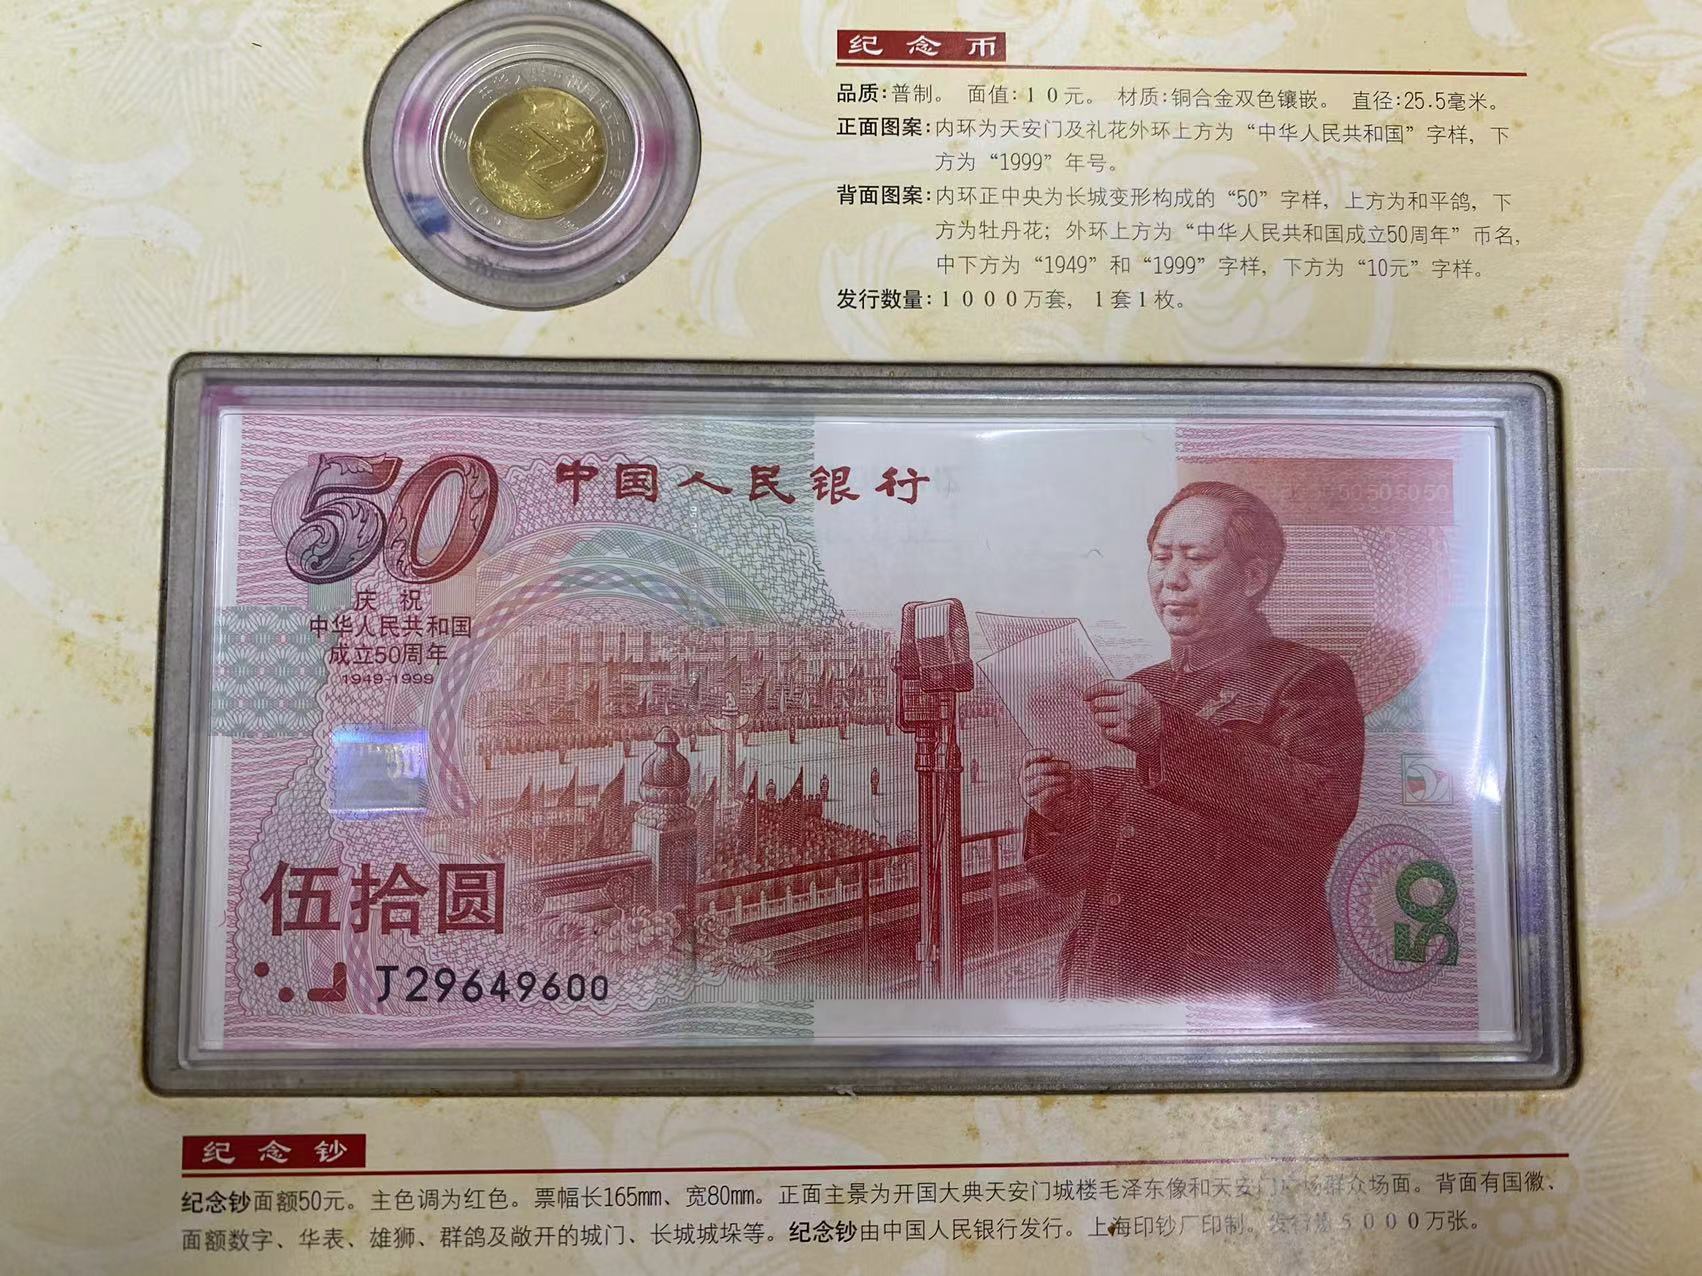 纪念币
品质:普制。 面值:10元。 材质:铜合金双色镶嵌。 直径:25.5毫米。
正面图案:内环为天安门及礼花外环上方为“中华人民共和国”字样，下
方为“1999”年号。
背面图案:内环正中央为长城变形构成的“50”字样，上方为和平鸽，下
方为牡丹花；外环上方为“中华人民共和国成立50周年”币名，
中下方为“1949”和“1999”字样，下方为“10元”字样。
发行数量:1000万套，1套1枚。
50
中国人民银行
50505050
庆祝
中华人民共和国
成立50周年
1949-1999
50
伍拾圆
J29649600
50
纪念钞
纪念钞面额50元。主色调为红色。票幅长165mm、宽80mm。正面主景为开国大典天安门城楼毛泽东像和天安门广场群众场面。背面有国徽、
面额数字、华表、雄狮、群鸽及敞开的城门、长城城垛等。纪念钞由中国人民银行发行。上海印钞厂印制。发行量5000万张。